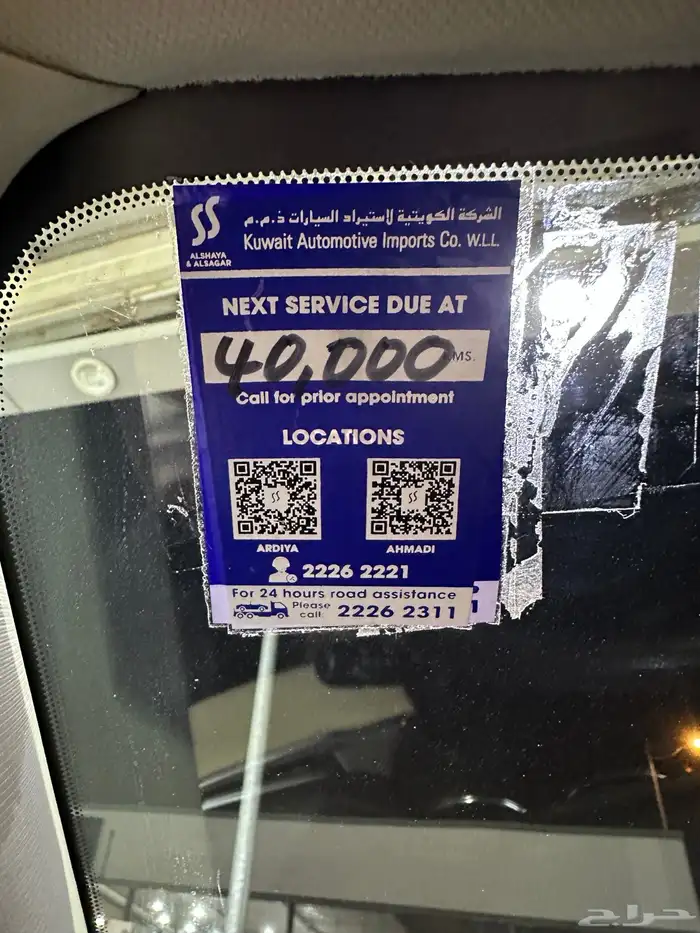 الشركة الكويتية لاستيراد السيارات ذ.م.م
Kuwait Automotive Imports Co. W.L.L.
ALSHAYA
& ALSAGAR
NEXT SERVICE DUE AT
40,000 KMS.
Call for prior appointment
LOCATIONS
ARDIYA AHMADI
2226 2221
For 24 hours road assistance
Please
call: 2226 2311
حراج